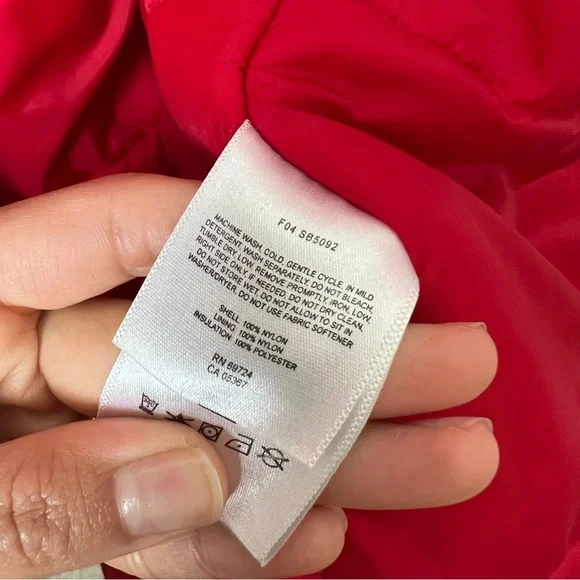 F04 SB5092
MACHINE WASH, COLD, GENTLE CYCLE, IN MILD
DETERGENT, WASH SEPARATELY, DO NOT BLEACH,
TUMBLE DRY, LOW, REMOVE PROMPTLY, IRON, LOW,
RIGHT SIDE ONLY, IF NEEDED, DO NOT DRY CLEAN.
DO NOT STORE WET. DO NOT ALLOW TO SIT IN
WASHER/DRYER. DO NOT USE FABRIC SOFTENER
SHELL: 100% NYLON
LINING: 100% NYLON
INSULATION: 100% POLYESTER
RN 69724
CA 05367